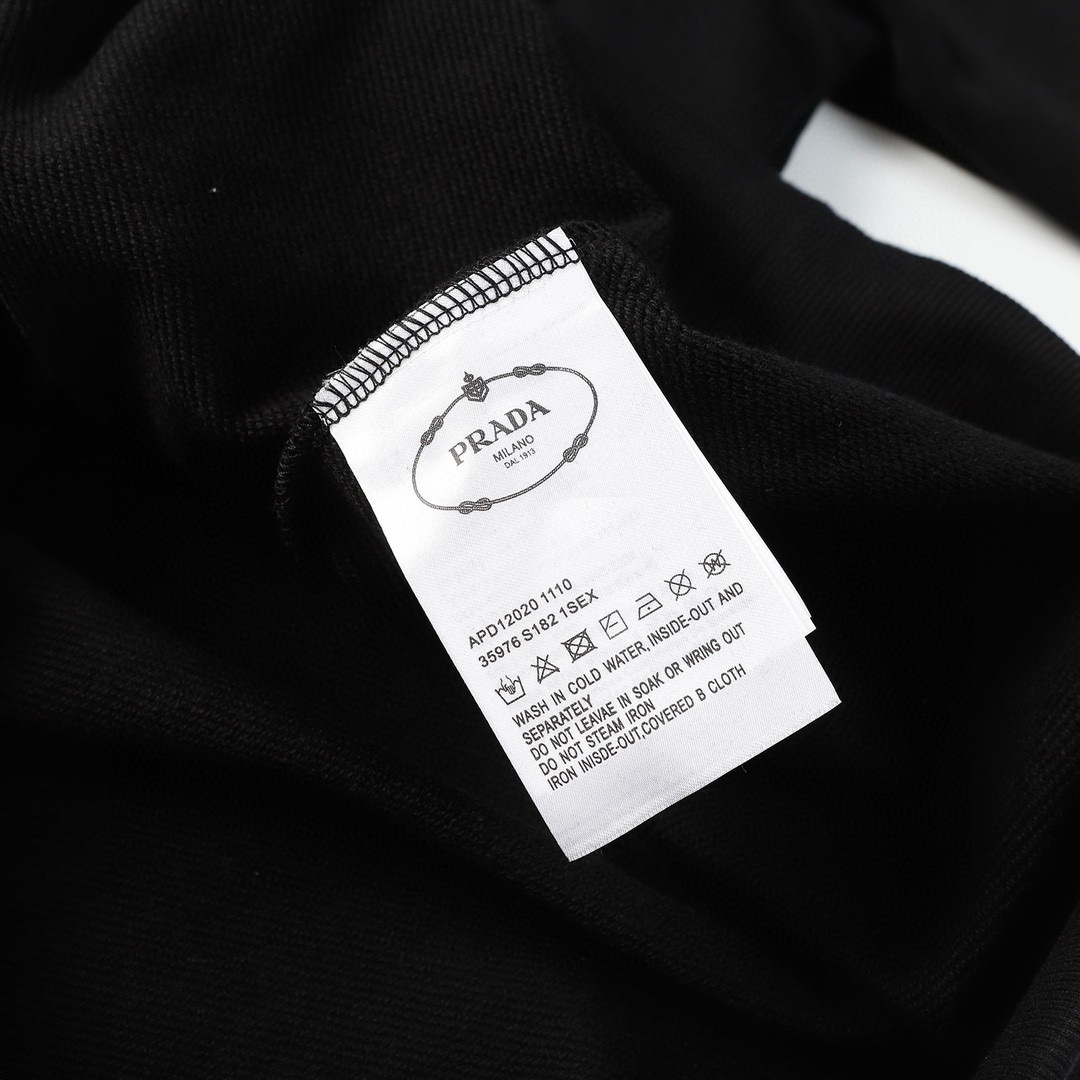 PRADA
MILANO
DAL 1913
APD12020 1110
35976 S182 1SEX
WASH IN COLD WATER, INSIDE-OUT AND
SEPARATELY
DO NOT LEAVAE IN SOAK OR WRING OUT
DO NOT STEAM IRON
IRON INISDE-OUT,COVERED B CLOTH